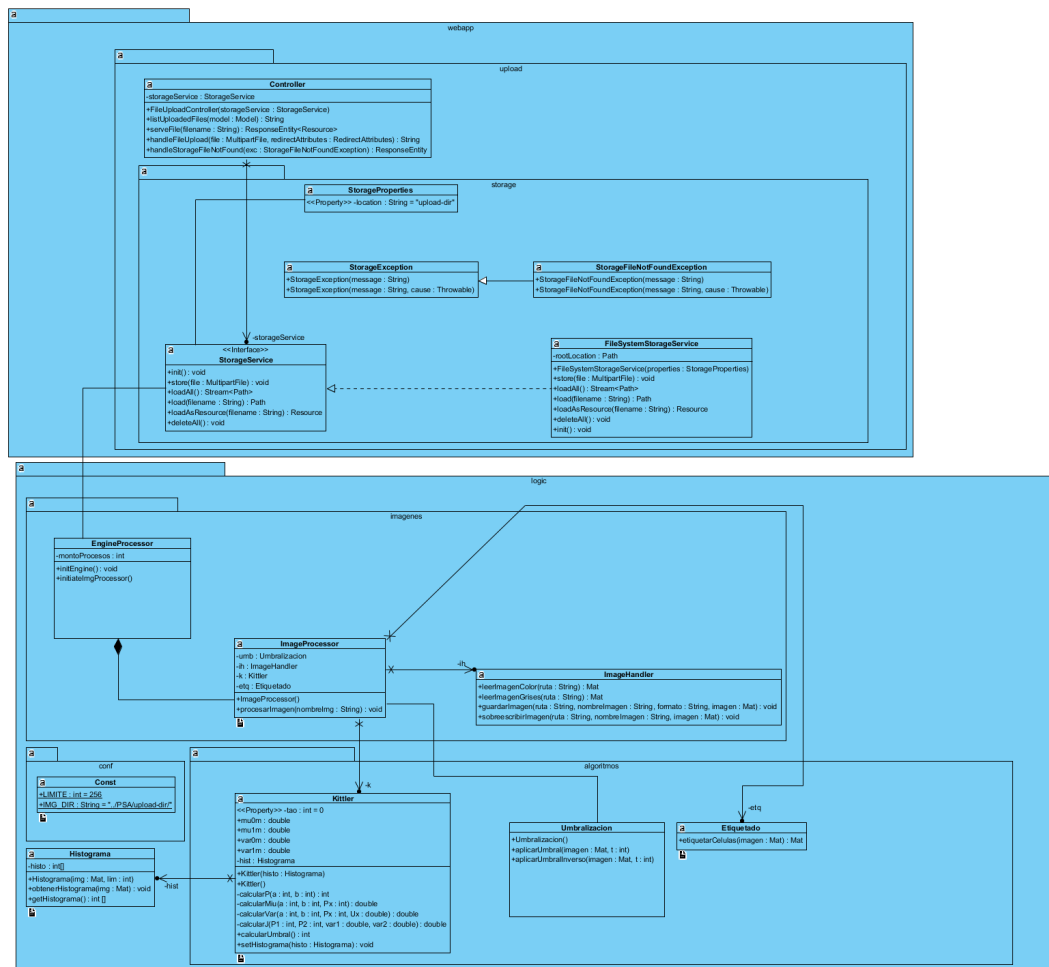 webapp
upload
Controller
-storageService : StorageService
+FileUploadController(storageService : StorageService)
+listUploadedFiles(model : Model) : String
+serveFile(filename : String) : ResponseEntity<Resource>
+handleFileUpload(file : MultipartFile, redirectAttributes : RedirectAttributes) : String
+handleStorageFileNotFound(exc : StorageFileNotFoundException) : ResponseEntity
storage
StorageProperties
<<Property>> -location : String = "upload-dir"
StorageException
+StorageException(message : String)
+StorageException(message : String, cause : Throwable)
StorageFileNotFoundException
+StorageFileNotFoundException(message : String)
+StorageFileNotFoundException(message : String, cause : Throwable)
-storageService
<<Interface>>
StorageService
+init() : void
+store(file : MultipartFile) : void
+loadAll() : Stream<Path>
+load(filename : String) : Path
+loadAsResource(filename : String) : Resource
+deleteAll() : void
FileSystemStorageService
-rootLocation : Path
+FileSystemStorageService(properties : StorageProperties)
+store(file : MultipartFile) : void
+loadAll() : Stream<Path>
+load(filename : String) : Path
+loadAsResource(filename : String) : Resource
+deleteAll() : void
+init() : void
logic
imagenes
EngineProcessor
-montoProcesos : int
+initEngine() : void
+initiateImgProcessor()
ImageProcessor
-umb : Umbralizacion
-ih : ImageHandler
-k : Kittler
-etq : Etiquetado
+ImageProcessor()
+procesarImagen(nombreImg : String) : void
-ih
ImageHandler
+leerImagenColor(ruta : String) : Mat
+leerImagenGrises(ruta : String) : Mat
+guardarImagen(ruta : String, nombreImagen : String, formato : String, imagen : Mat) : void
+sobreescribirImagen(ruta : String, nombreImagen : String, imagen : Mat) : void
conf
Const
+LIMITE : int = 256
+IMG_DIR : String = "../PSA/upload-dir/"
algoritmos
-k
Kittler
<<Property>> -tao : int = 0
+mu0m : double
+mu1m : double
+var0m : double
+var1m : double
-hist : Histograma
+Kittler(histo : Histograma)
+Kittler()
-calcularP(a : int, b : int) : int
-calcularMiu(a : int, b : int, Px : int) : double
-calcularVar(a : int, b : int, Px : int, Ux : double) : double
-calcularJ(P1 : int, P2 : int, var1 : double, var2 : double) : double
+calcularUmbral() : int
+setHistograma(histo : Histograma) : void
Umbralizacion
+Umbralizacion()
+aplicarUmbral(imagen : Mat, t : int)
+aplicarUmbralInverso(imagen : Mat, t : int)
-etq
Etiquetado
+etiquetarCelulas(imagen : Mat) : Mat
Histograma
-histo : int[]
+Histograma(img : Mat, lim : int)
+obtenerHistograma(img : Mat) : void
+getHistograma() : int []
-hist